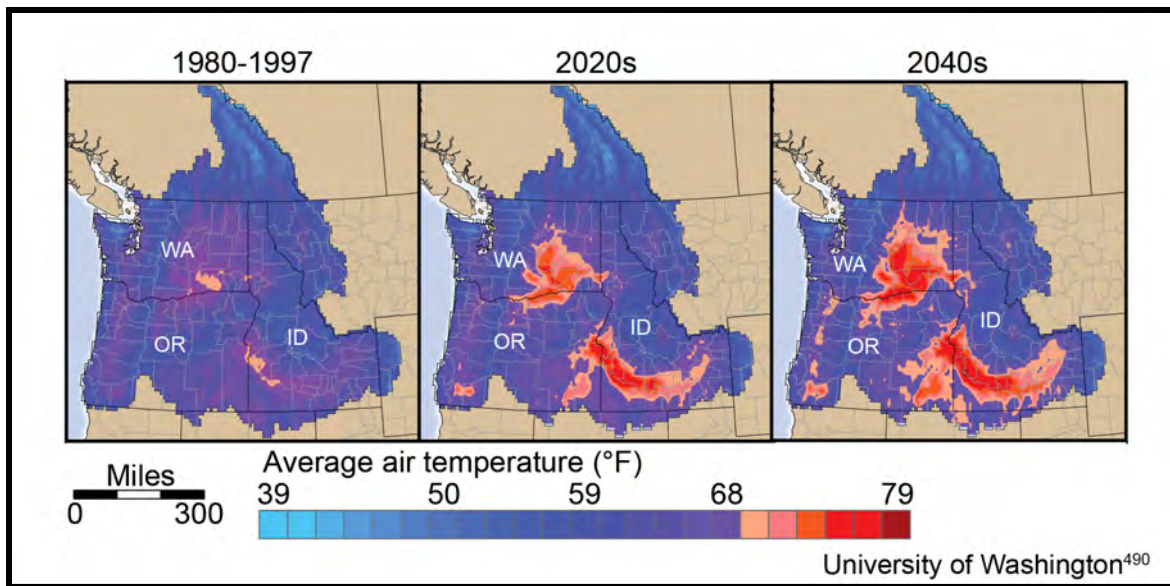 1980-1997
2020s
2040s
WA
OR
ID
WA
OR
ID
WA
OR
ID
Miles
0 300
Average air temperature (°F)
39 50 59 68 79
University of Washington490